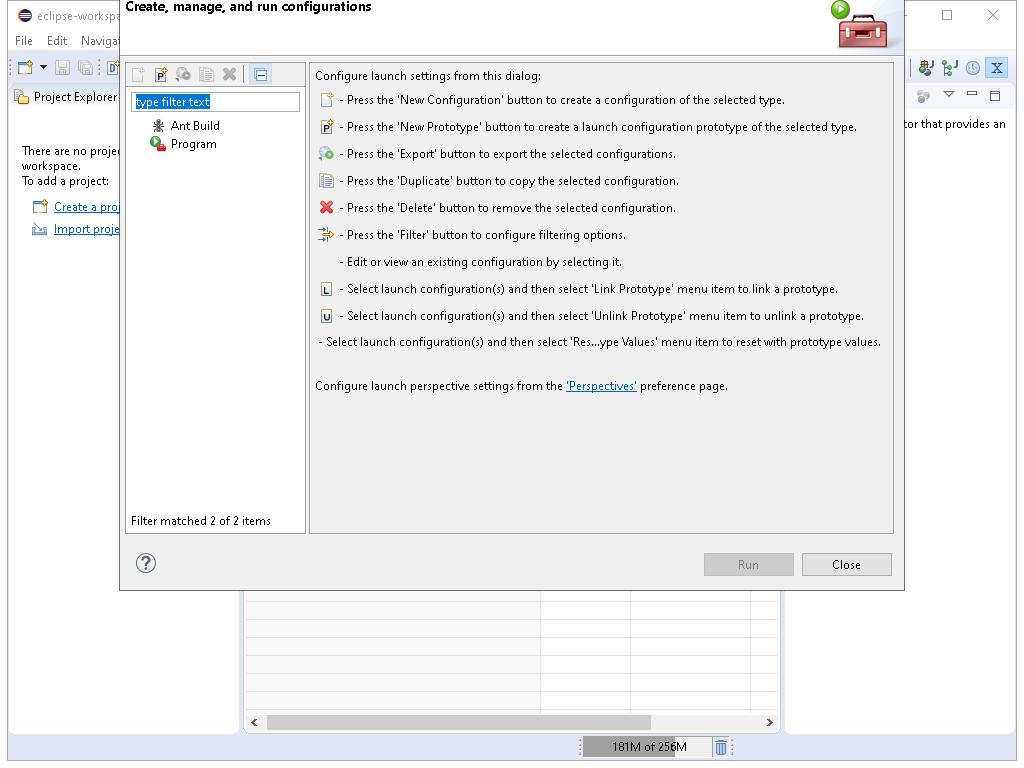 Create, manage, and run configurations
eclipse-workspa
File Edit Navigat
Project Explorer
There are no projec
workspace.
To add a project:
Create a proj
Import proje
type filter text
Ant Build
Program
Filter matched 2 of 2 items
Configure launch settings from this dialog:
- Press the 'New Configuration' button to create a configuration of the selected type.
- Press the 'New Prototype' button to create a launch configuration prototype of the selected type.
- Press the 'Export' button to export the selected configurations.
- Press the 'Duplicate' button to copy the selected configuration.
- Press the 'Delete' button to remove the selected configuration.
- Press the 'Filter' button to configure filtering options.
- Edit or view an existing configuration by selecting it.
L - Select launch configuration(s) and then select 'Link Prototype' menu item to link a prototype.
U - Select launch configuration(s) and then select 'Unlink Prototype' menu item to unlink a prototype.
- Select launch configuration(s) and then select 'Res...ype Values' menu item to reset with prototype values.
Configure launch perspective settings from the 'Perspectives' preference page.
tor that provides an
Run
Close
181M of 256M